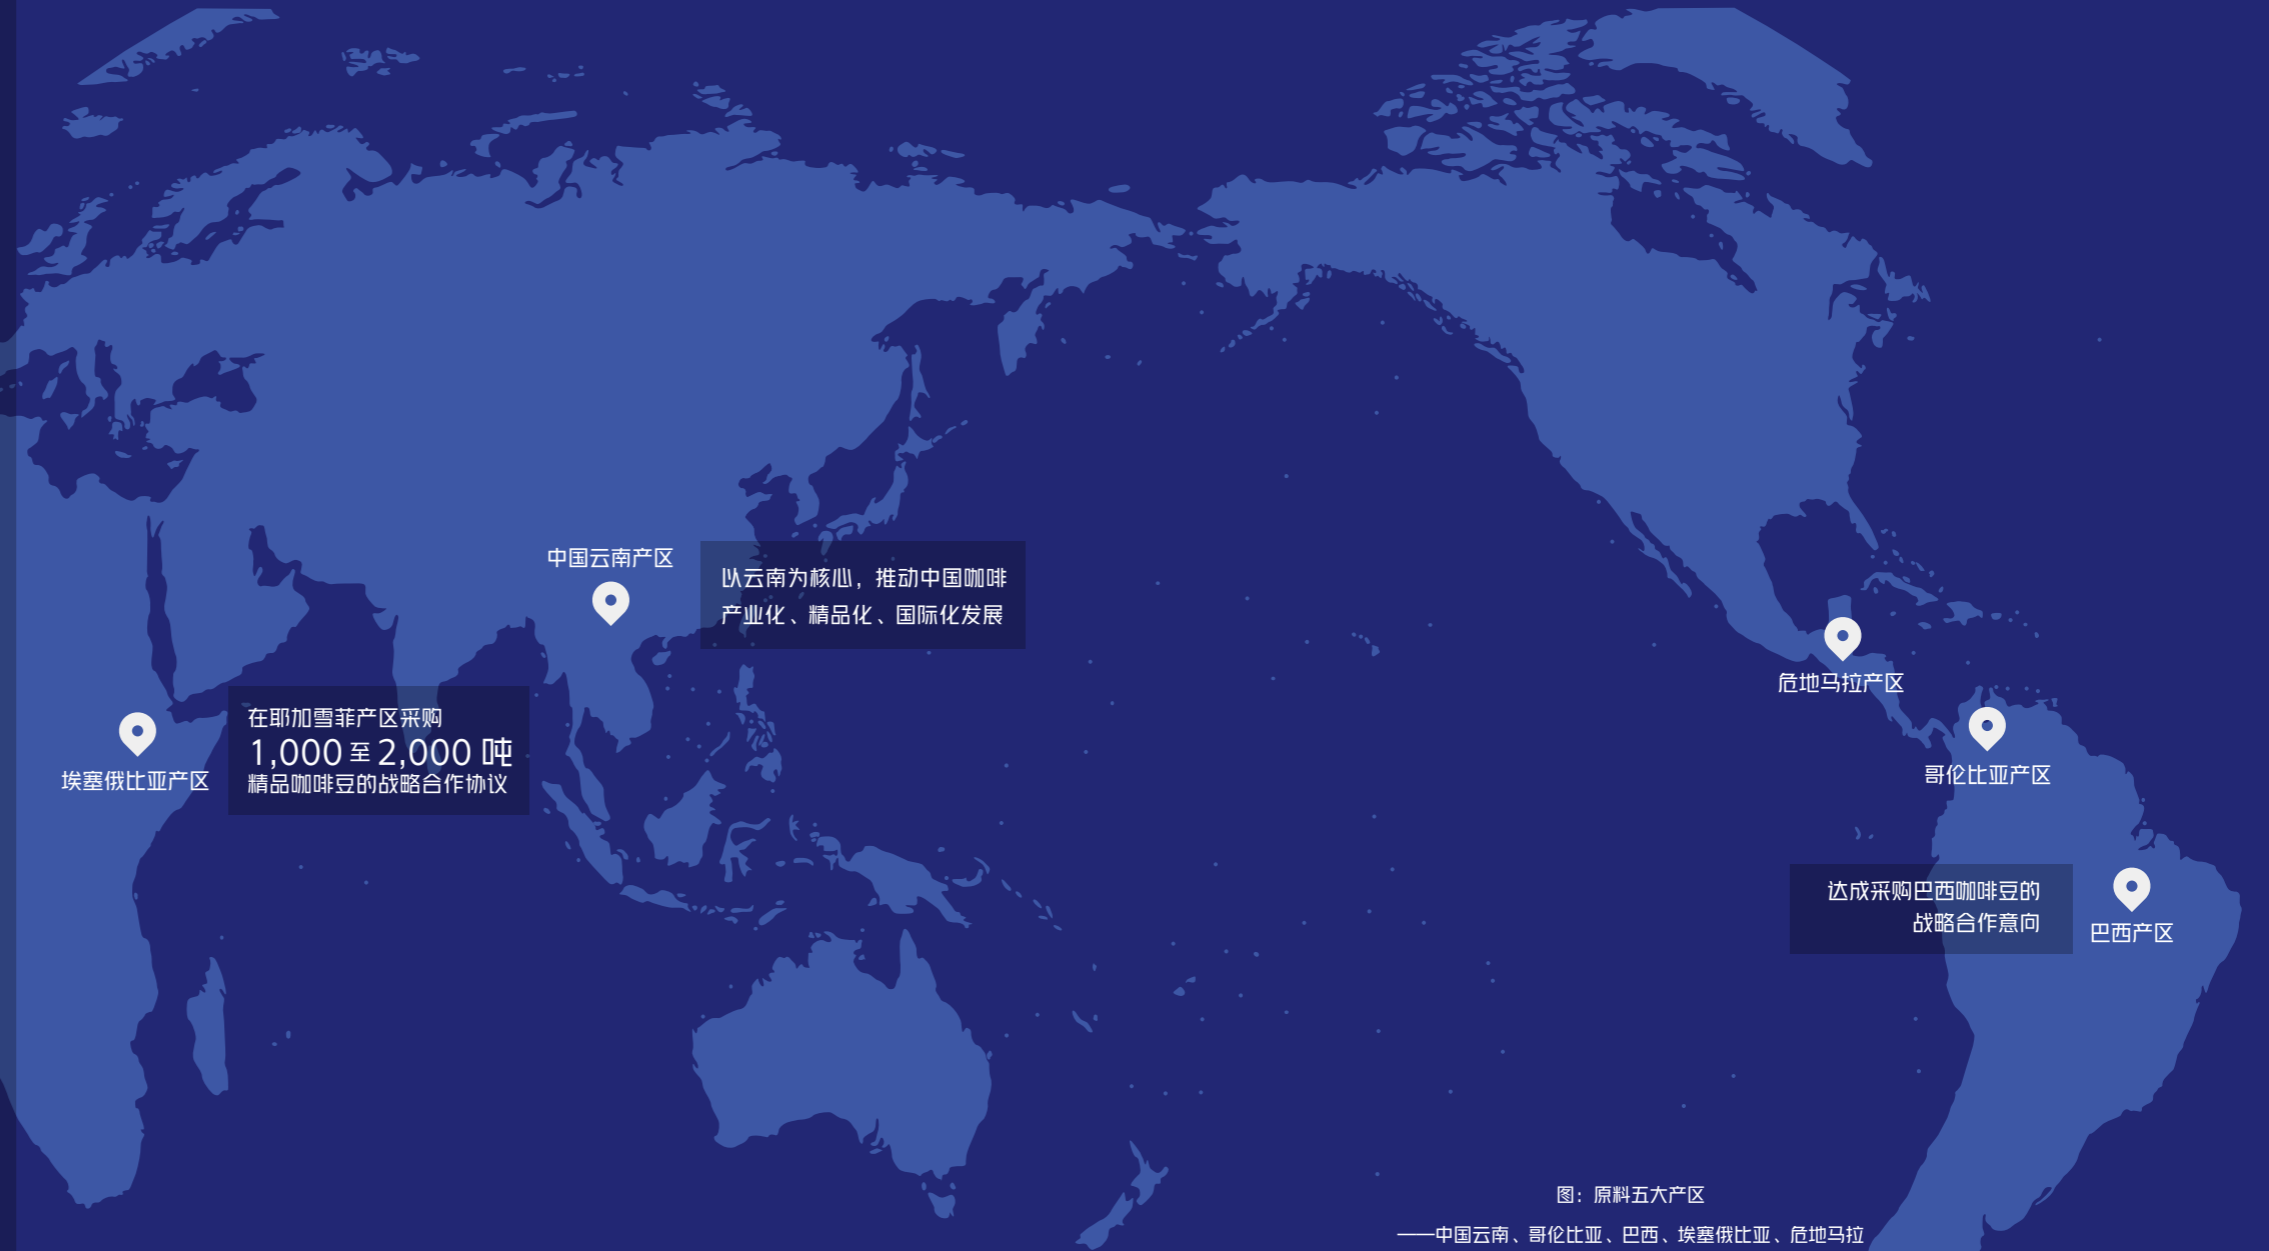 中国云南产区
以云南为核心，推动中国咖啡
产业化、精品化、国际化发展
埃塞俄比亚产区
在耶加雪菲产区采购
1,000 至 2,000 吨
精品咖啡豆的战略合作协议
危地马拉产区
哥伦比亚产区
达成采购巴西咖啡豆的
战略合作意向
巴西产区
图：原料五大产区
——中国云南、哥伦比亚、巴西、埃塞俄比亚、危地马拉